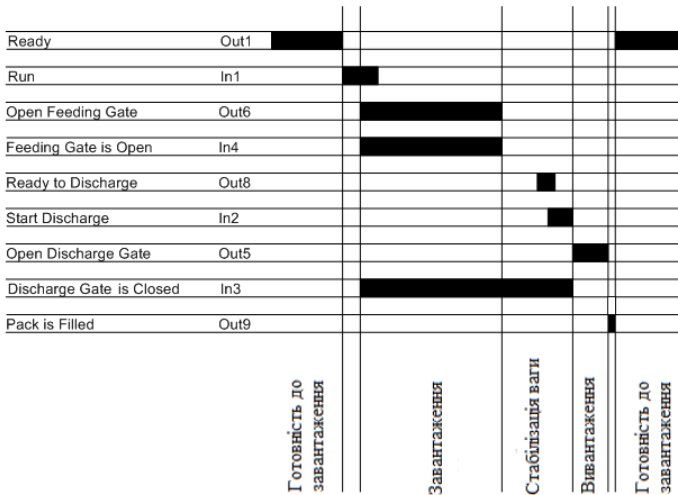 Ready Out1
Run In1
Open Feeding Gate Out6
Feeding Gate is Open In4
Ready to Discharge Out8
Start Discharge In2
Open Discharge Gate Out5
Discharge Gate is Closed In3
Pack is Filled Out9
Готовність до
завантаження
Завантаження
Стабілізація ваги
Вивантаження
Готовність до
завантаження